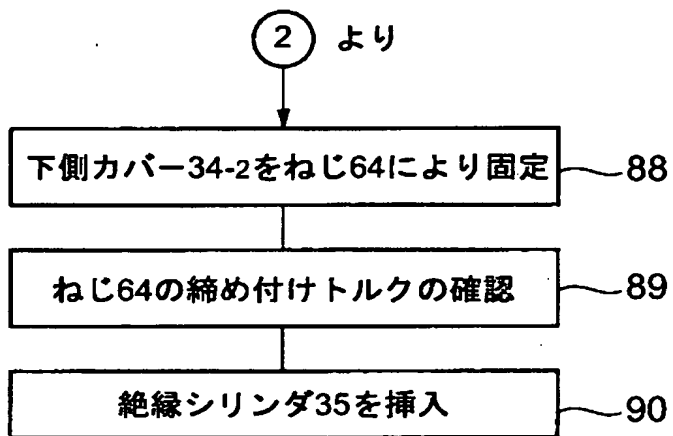 2 より
下側カバー34-2をねじ64により固定 88
ねじ64の締め付けトルクの確認 89
絶縁シリンダ35を挿入 90